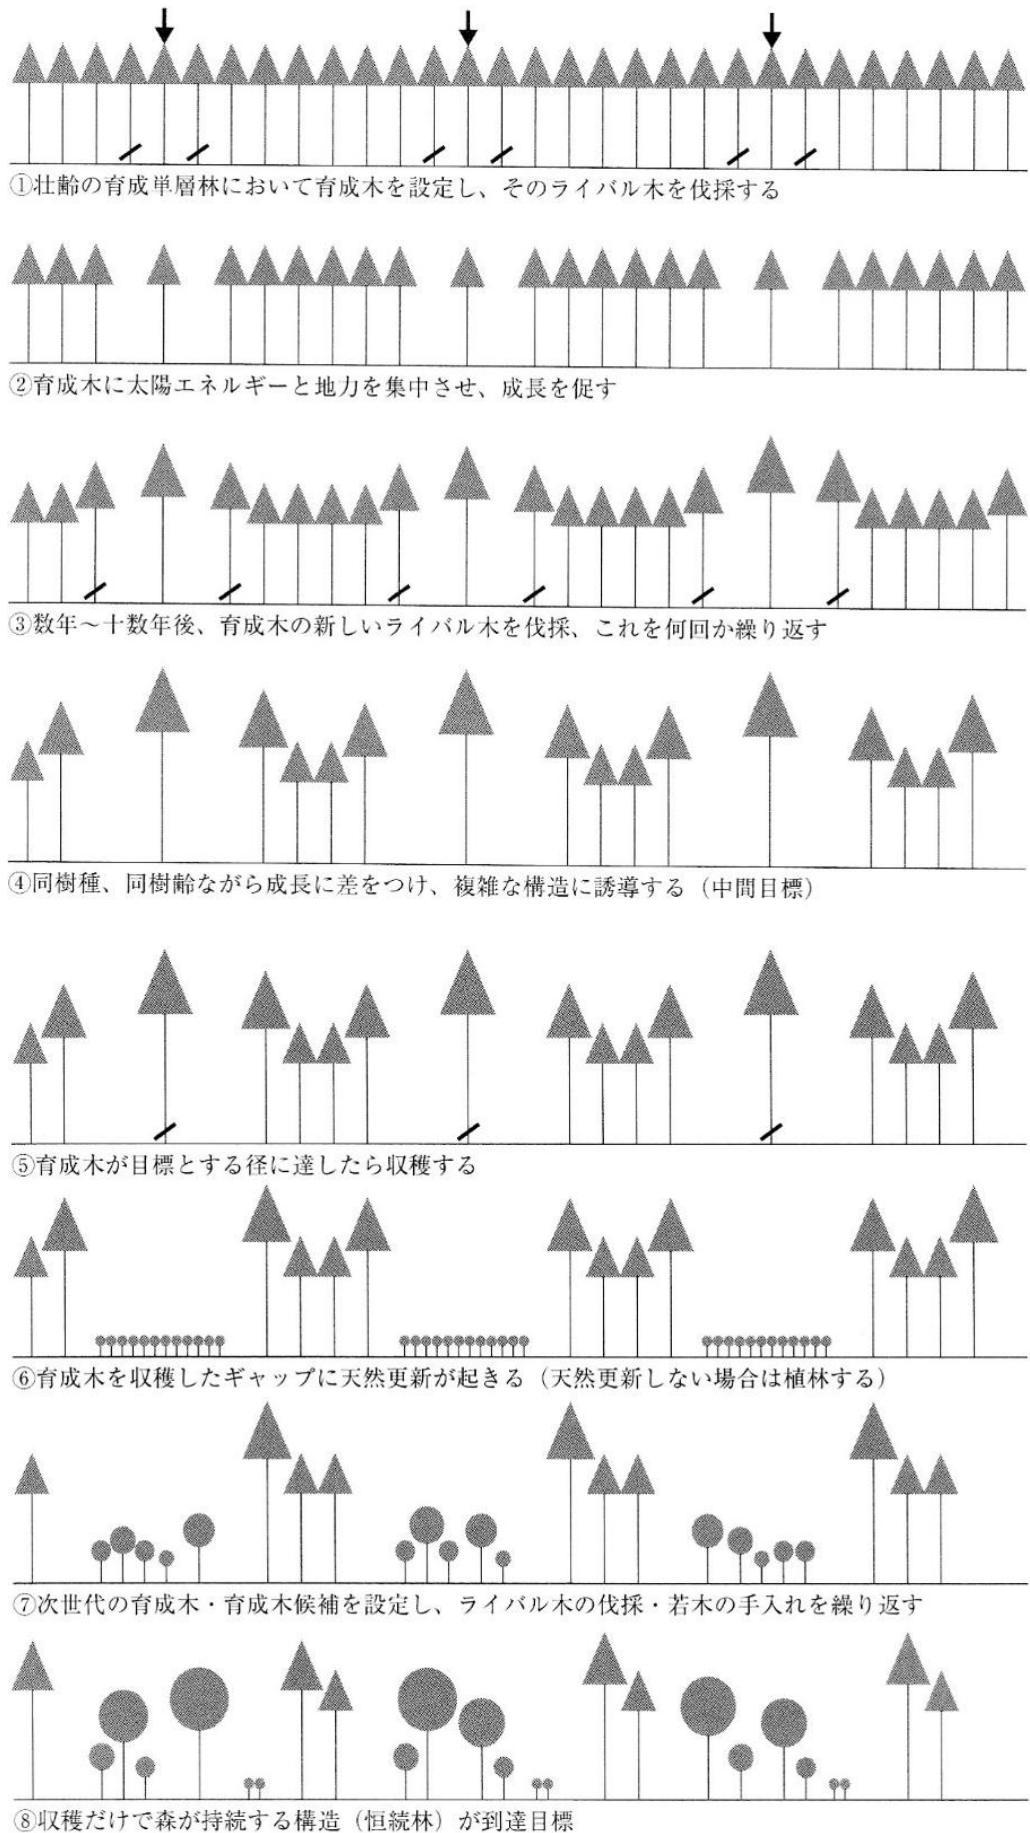 ①壮齢の育成単層林において育成木を設定し、そのライバル木を伐採する
②育成木に太陽エネルギーと地力を集中させ、成長を促す
③数年～十数年後、育成木の新しいライバル木を伐採、これを何回か繰り返す
④同樹種、同樹齢ながら成長に差をつけ、複雑な構造に誘導する（中間目標）
⑤育成木が目標とする径に達したら収穫する
⑥育成木を収穫したギャップに天然更新が起きる（天然更新しない場合は植林する）
⑦次世代の育成木・育成木候補を設定し、ライバル木の伐採・若木の手入れを繰り返す
⑧収穫だけで森が持続する構造（恒続林）が到達目標